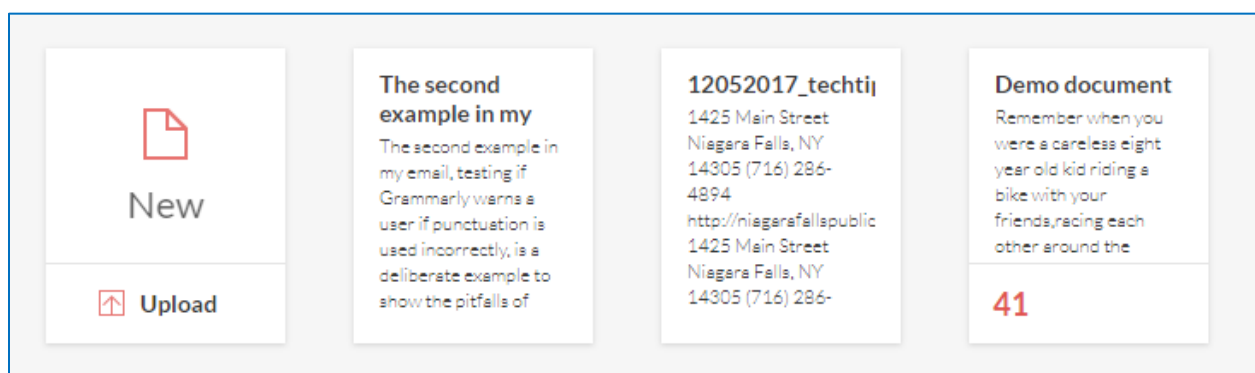 New
Upload
The second
example in my
The second example in
my email, testing if
Grammarly warns a
user if punctuation is
used incorrectly, is a
deliberate example to
show the pitfalls of
12052017_techtip
1425 Main Street
Niagara Falls, NY
14305 (716) 286-
4894
http://niagarafallspublic
1425 Main Street
Niagara Falls, NY
14305 (716) 286-
Demo document
Remember when you
were a careless eight
year old kid riding a
bike with your
friends,racing each
other around the
41